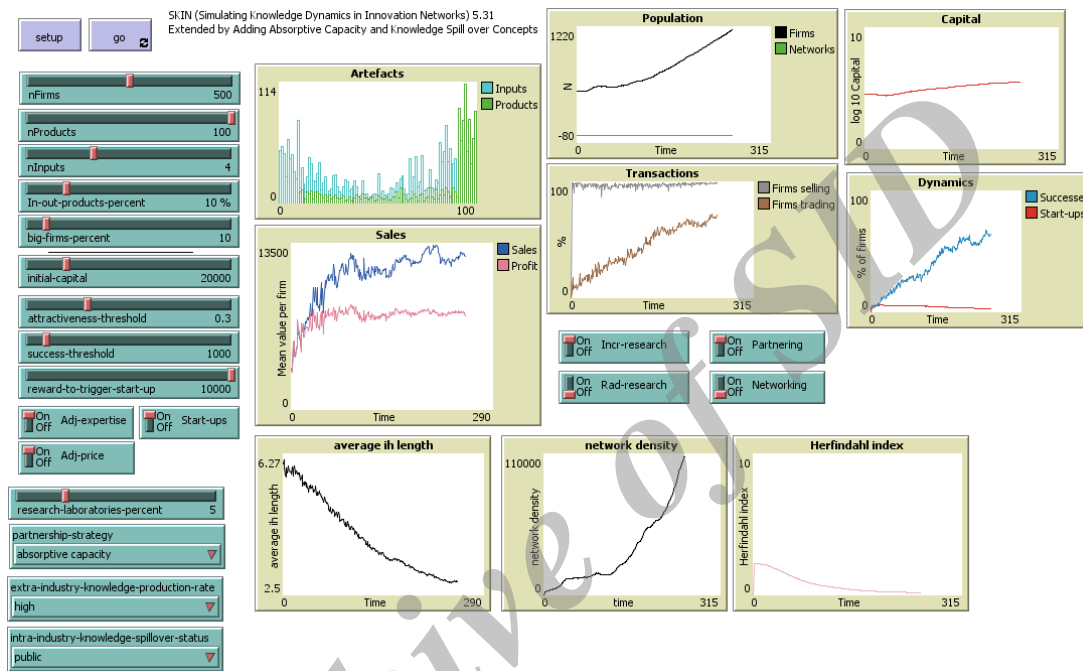 SKIN (Simulating Knowledge Dynamics in Innovation Networks) 5.31
Extended by Adding Absorptive Capacity and Knowledge Spill over Concepts
setup
go
nFirms 500
nProducts 100
nInputs 4
In-out-products-percent 10 %
big-firms-percent 10
initial-capital 20000
attractiveness-threshold 0.3
success-threshold 1000
reward-to-trigger-start-up 10000
On
Off
Adj-expertise
On
Off
Start-ups
On
Off
Adj-price
research-laboratories-percent 5
partnership-strategy
absorptive capacity
extra-industry-knowledge-production-rate
high
intra-industry-knowledge-spillover-status
public
Artefacts
114
0
0
100
Inputs
Products
Sales
13500
Mean value per firm
0
0
Time
290
Sales
Profit
Population
1220
N
-80
0
Time
315
Firms
Networks
Capital
10
log 10 Capital
0
0
Time
315
Transactions
100
%
0
0
Time
315
Firms selling
Firms trading
Dynamics
100
% of firms
0
0
Time
315
Successe
Start-ups
On
Off
Incr-research
On
Off
Partnering
On
Off
Rad-research
On
Off
Networking
average ih length
6.27
average ih length
2.5
0
Time
290
network density
110000
network density
0
0
Time
315
Herfindahl index
10
Herfindahl index
0
0
Time
315
hive of SID